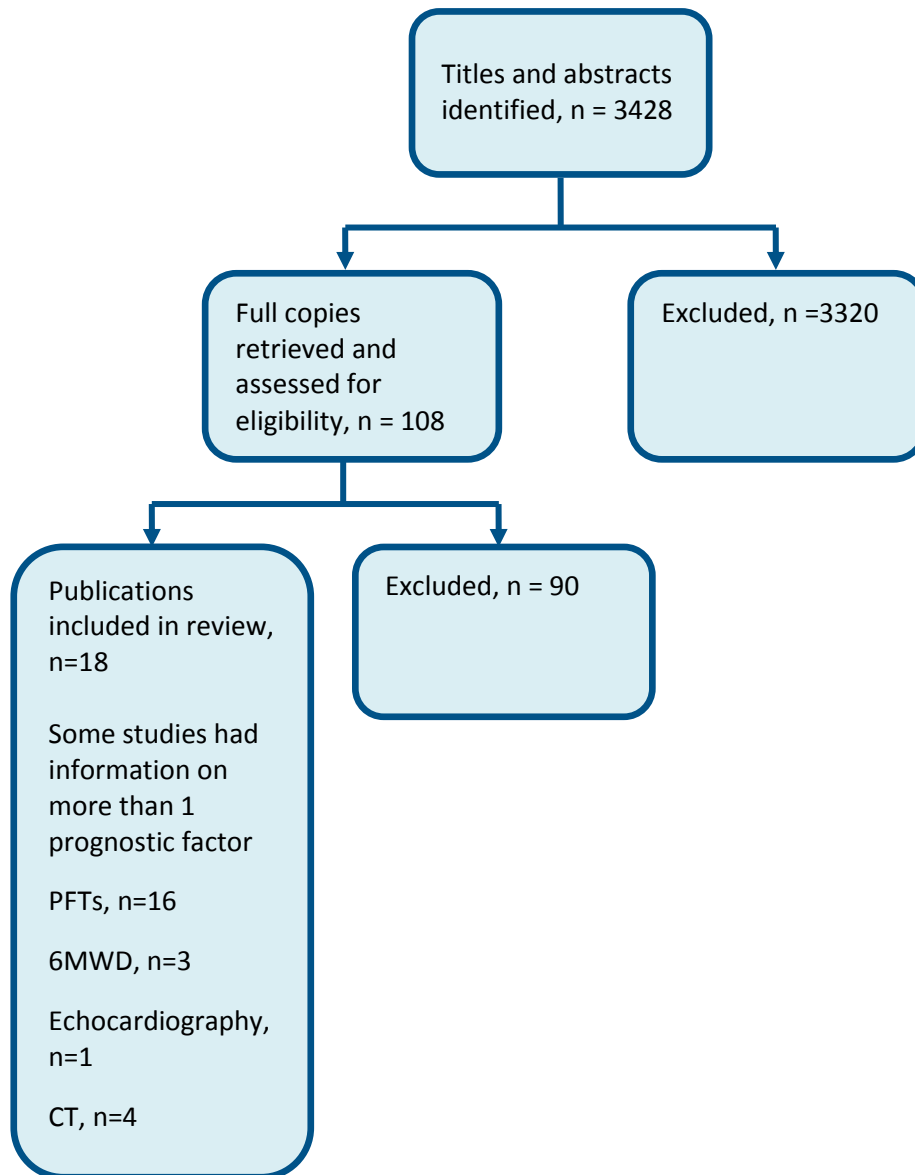 Titles and abstracts
identified, n = 3428
Full copies
retrieved and
assessed for
eligibility, n = 108
Excluded, n =3320
Publications
included in review,
n=18
Some studies had
information on
more than 1
prognostic factor
PFTs, n=16
6MWD, n=3
Echocardiography,
n=1
CT, n=4
Excluded, n = 90